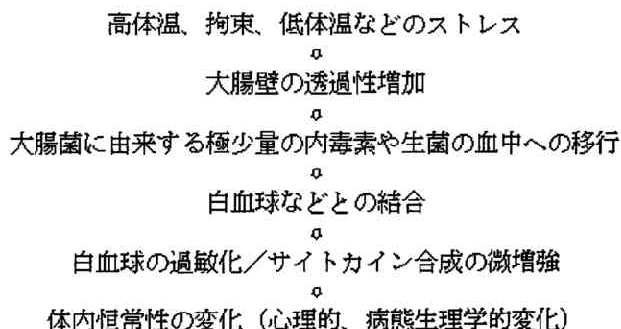 高体温、拘束、低体温などのストレス
⇩
大腸壁の透過性増加
⇩
大腸菌に由来する極少量の内毒素や生菌の血中への移行
⇩
白血球などとの結合
⇩
白血球の過敏化／サイトカイン合成の微増強
⇩
体内恒常性の変化（心理的、病態生理学的変化）